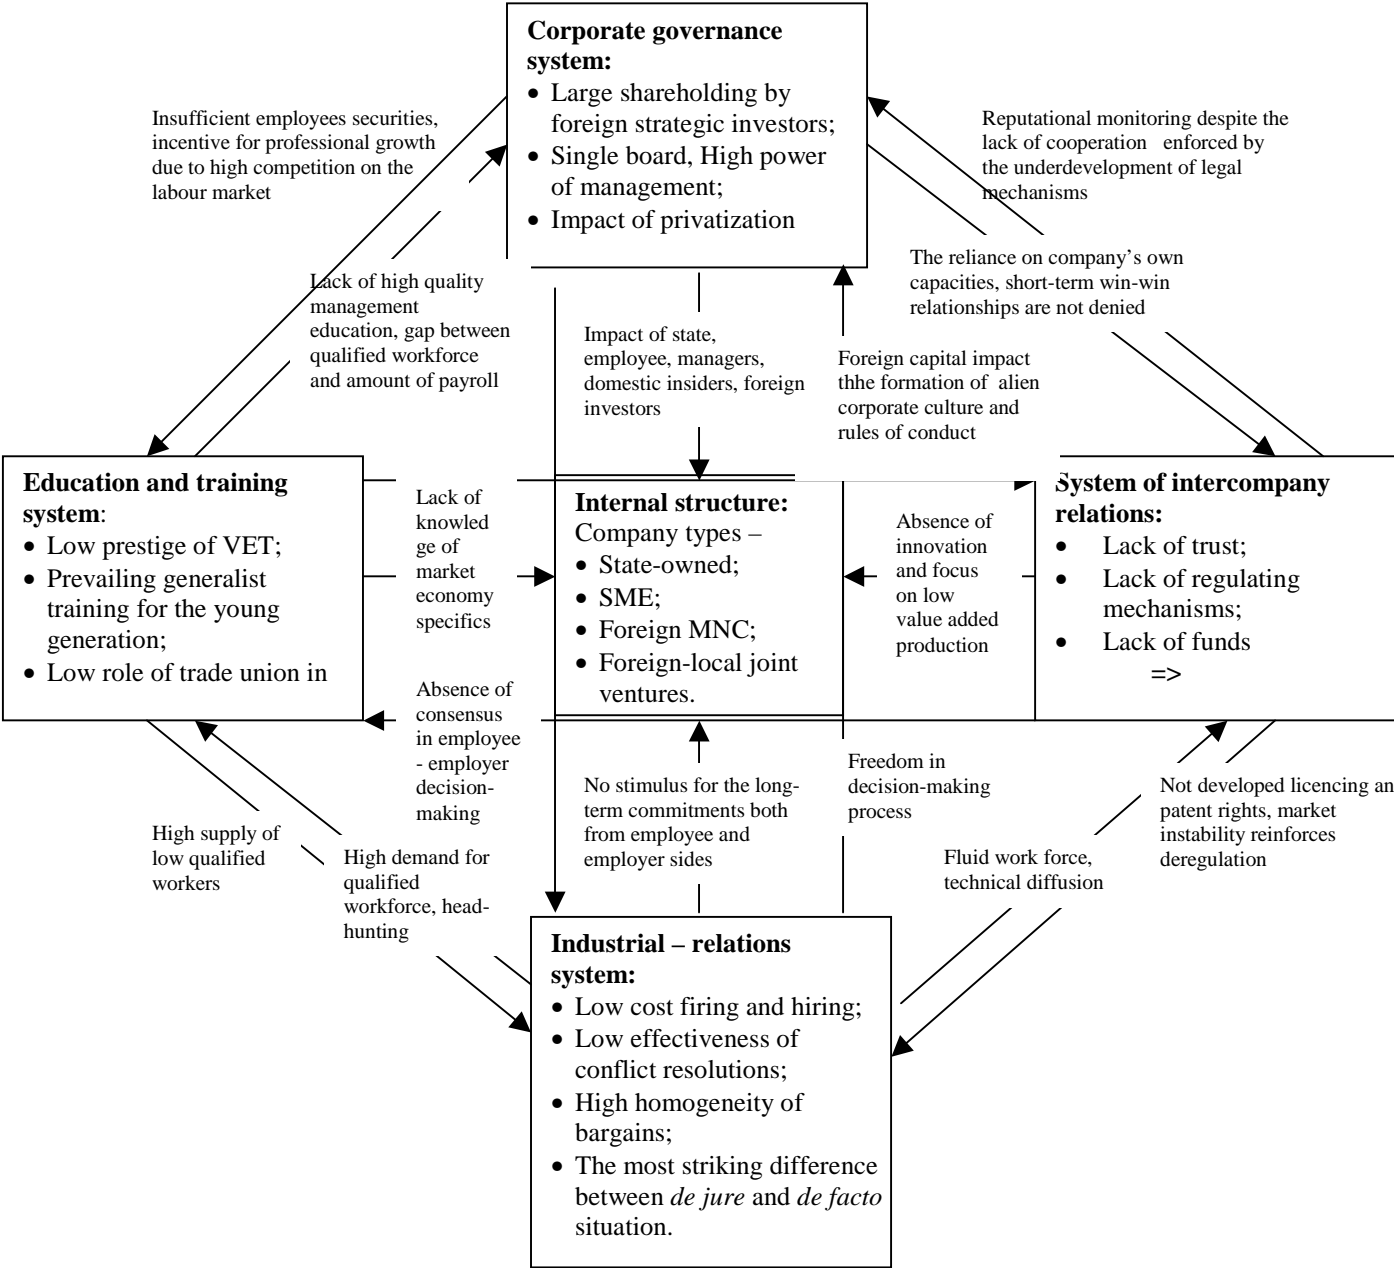 Corporate governance
system:
• Large shareholding by
foreign strategic investors;
• Single board, High power
of management;
• Impact of privatization
Insufficient employees securities,
incentive for professional growth
due to high competition on the
labour market
Reputational monitoring despite the
lack of cooperation enforced by
the underdevelopment of legal
mechanisms
The reliance on company's own
capacities, short-term win-win
relationships are not denied
Lack of high quality
management
education, gap between
qualified workforce
and amount of payroll
Impact of state,
employee, managers,
domestic insiders, foreign
investors
Foreign capital impact
thhe formation of alien
corporate culture and
rules of conduct
Education and training
system:
• Low prestige of VET;
• Prevailing generalist
training for the young
generation;
• Low role of trade union in
Lack of
knowled
ge of
market
economy
specifics
Internal structure:
Company types –
• State-owned;
• SME;
• Foreign MNC;
• Foreign-local joint
ventures.
Absence of
innovation
and focus
on low
value added
production
System of intercompany
relations:
• Lack of trust;
• Lack of regulating
mechanisms;
• Lack of funds
=>
Absence of
consensus
in employee
- employer
decision-
making
No stimulus for the long-
term commitments both
from employee and
employer sides
Freedom in
decision-making
process
Not developed licencing an
patent rights, market
instability reinforces
deregulation
High supply of
low qualified
workers
High demand for
qualified
workforce, head-
hunting
Fluid work force,
technical diffusion
Industrial – relations
system:
• Low cost firing and hiring;
• Low effectiveness of
conflict resolutions;
• High homogeneity of
bargains;
• The most striking difference
between de jure and de facto
situation.